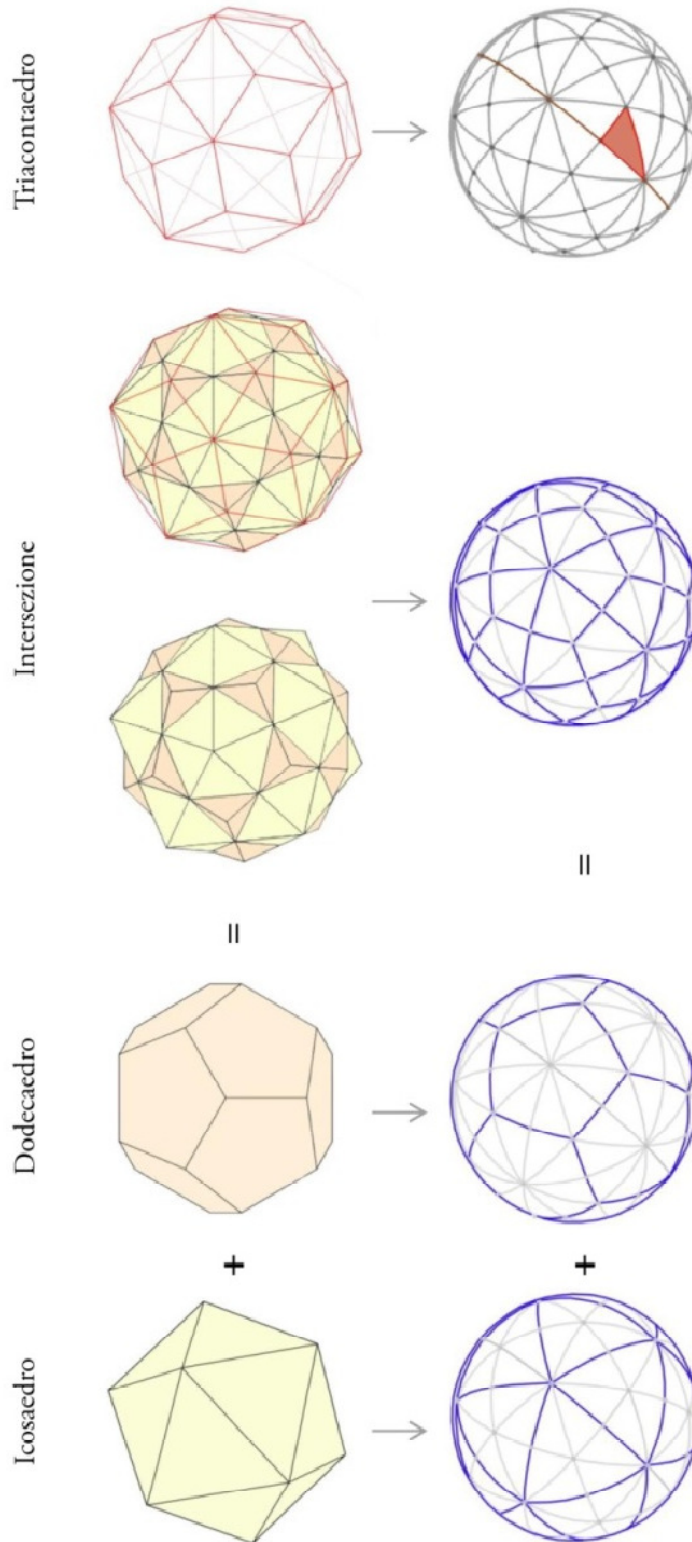 Icosaedro
Dodecaedro
Intersezione
Triacontaedro
+
=
+
=